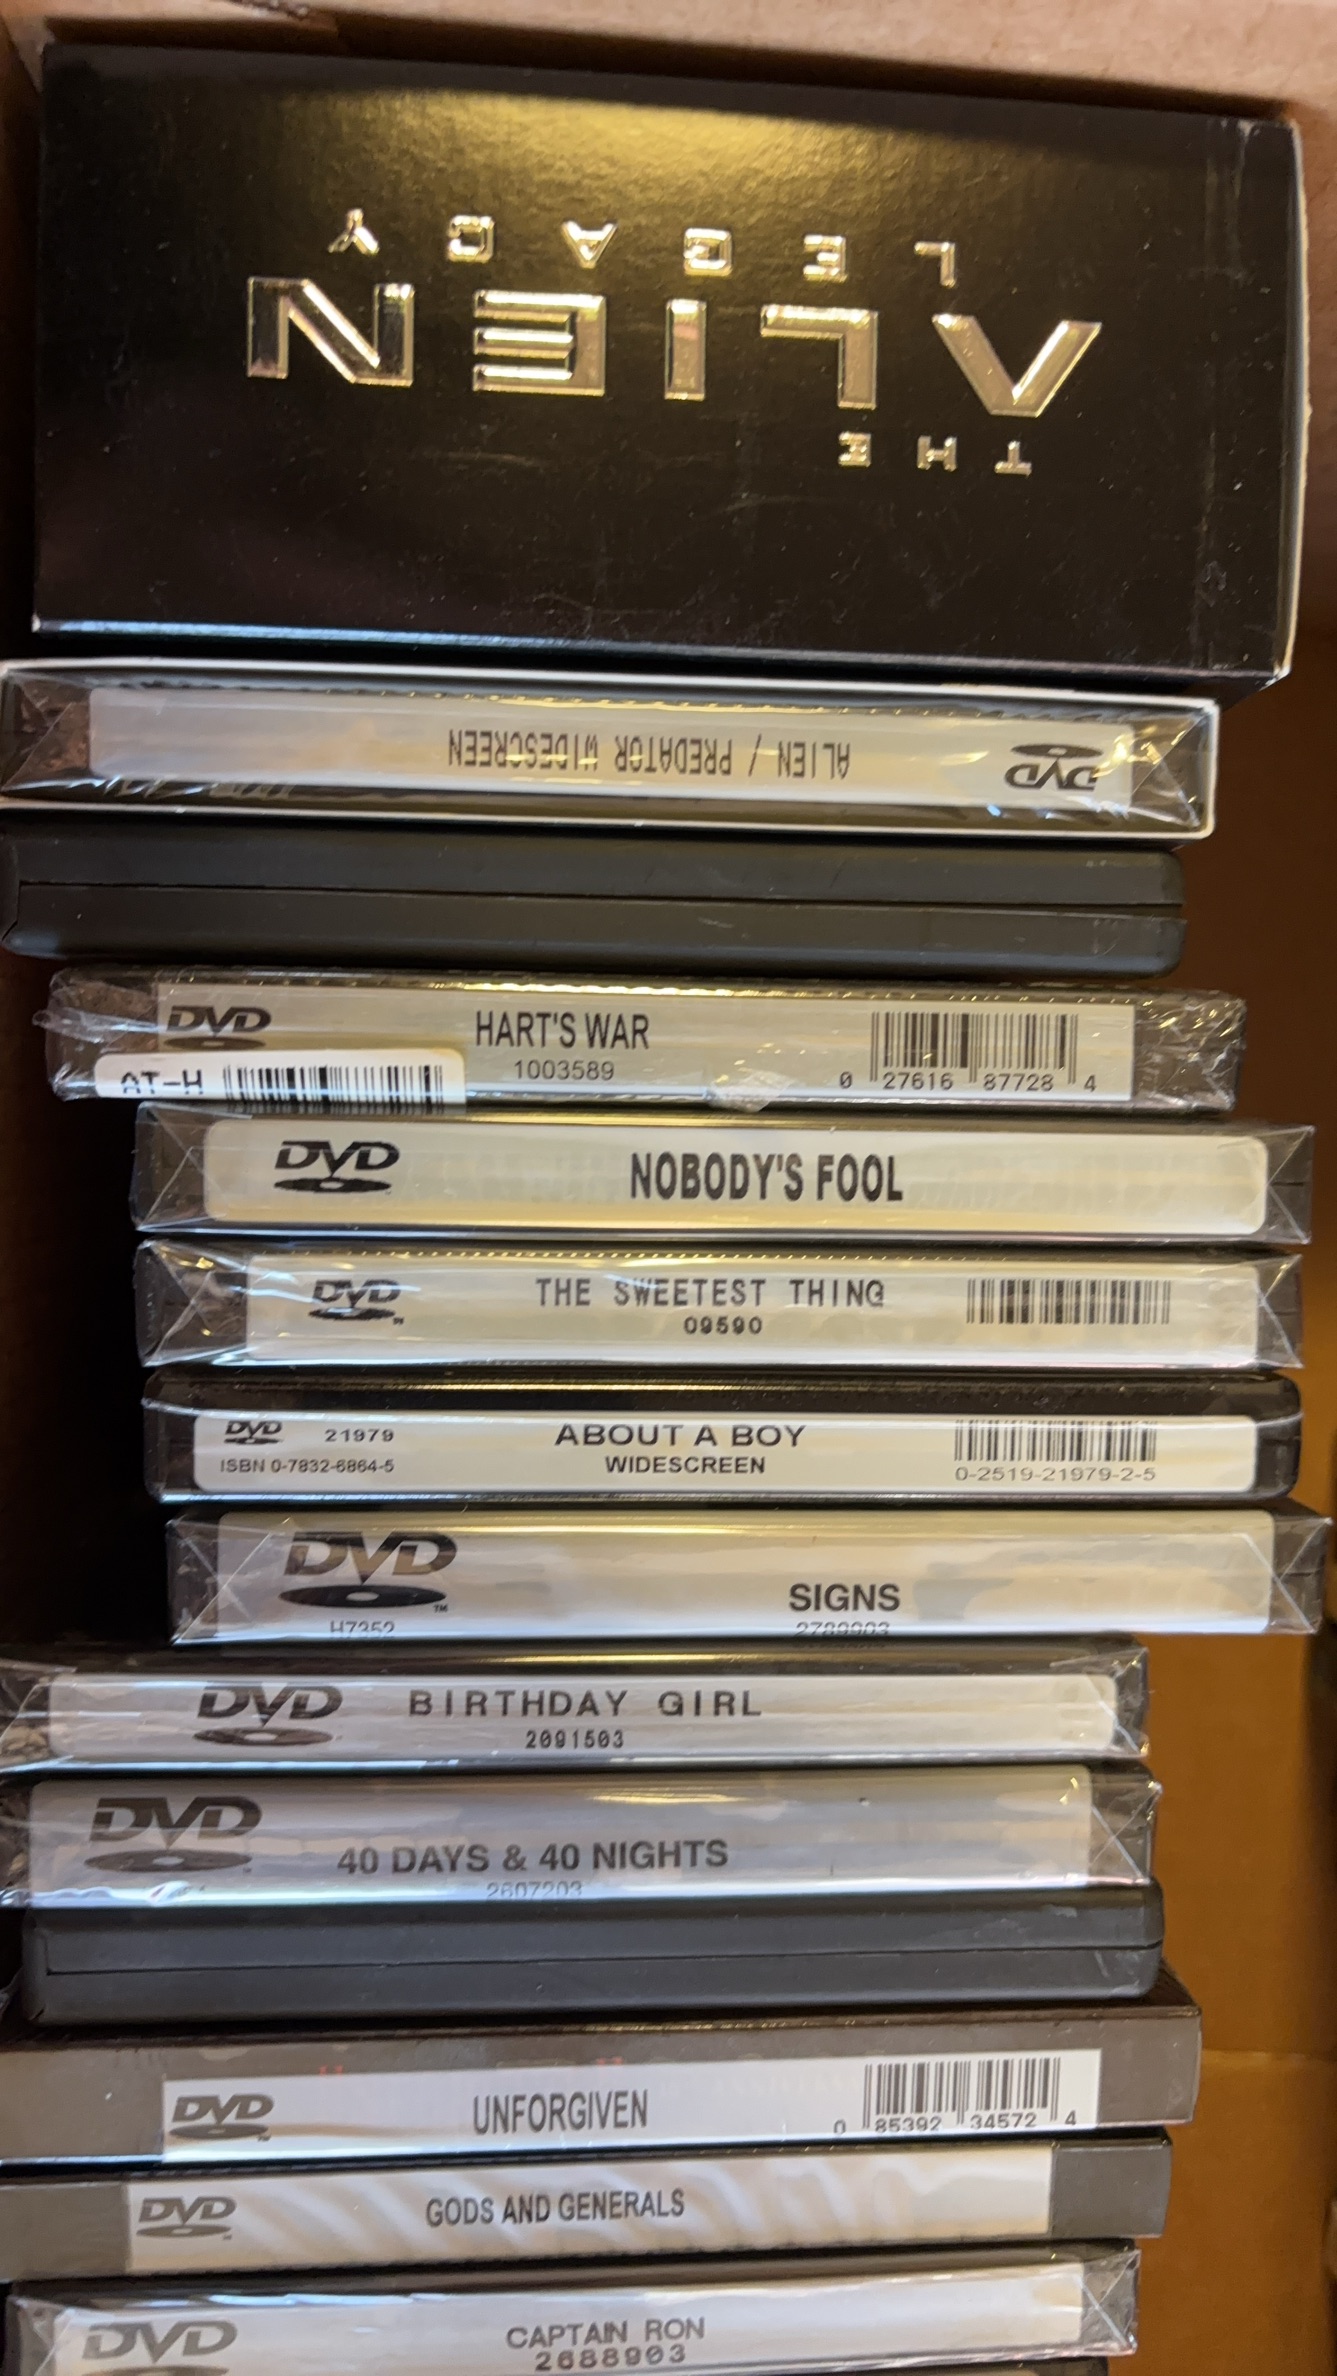 THE
ALIEN
LEGACY
DVD
ALIEN / PREDATOR WIDESCREEN
DVD
HART'S WAR
1003589
0 27616 87728 4
AT-H
DVD
NOBODY'S FOOL
DVD
THE SWEETEST THING
09590
DVD 21979
ISBN 0-7832-6864-5
ABOUT A BOY
WIDESCREEN
0-2519-21979-2-5
DVD
H7352
SIGNS
2789903
DVD
BIRTHDAY GIRL
2091503
DVD
40 DAYS & 40 NIGHTS
2607203
DVD
UNFORGIVEN
0 85392 34572 4
DVD
GODS AND GENERALS
DVD
CAPTAIN RON
2688903